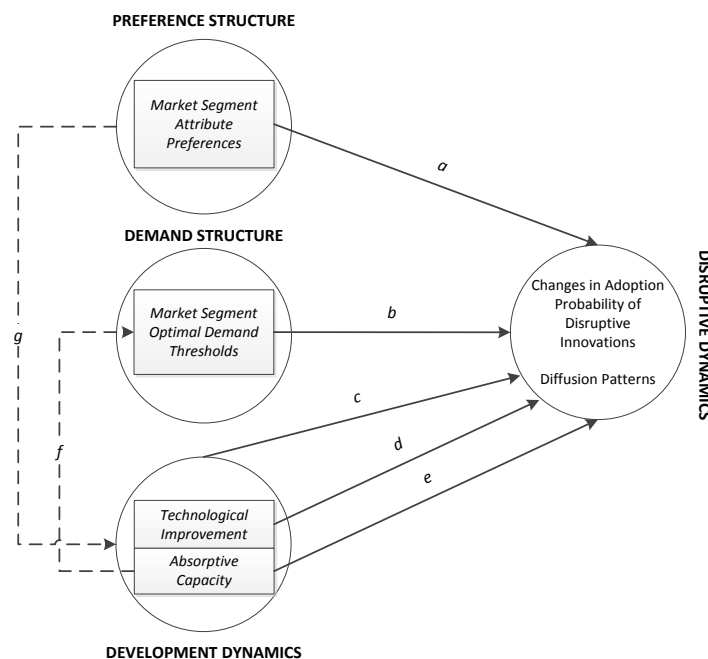 PREFERENCE STRUCTURE
Market Segment
Attribute
Preferences
a
DEMAND STRUCTURE
Market Segment
Optimal Demand
Thresholds
b
Changes in Adoption
Probability of
Disruptive
Innovations
Diffusion Patterns
DISRUPTIVE DYNAMICS
g
f
c
d
e
Technological
Improvement
Absorptive
Capacity
DEVELOPMENT DYNAMICS